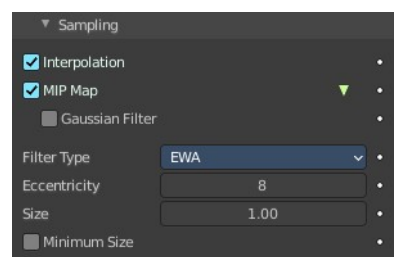 Sampling
Interpolation
MIP Map
Gaussian Filter
Filter Type EWA
Eccentricity 8
Size 1.00
Minimum Size